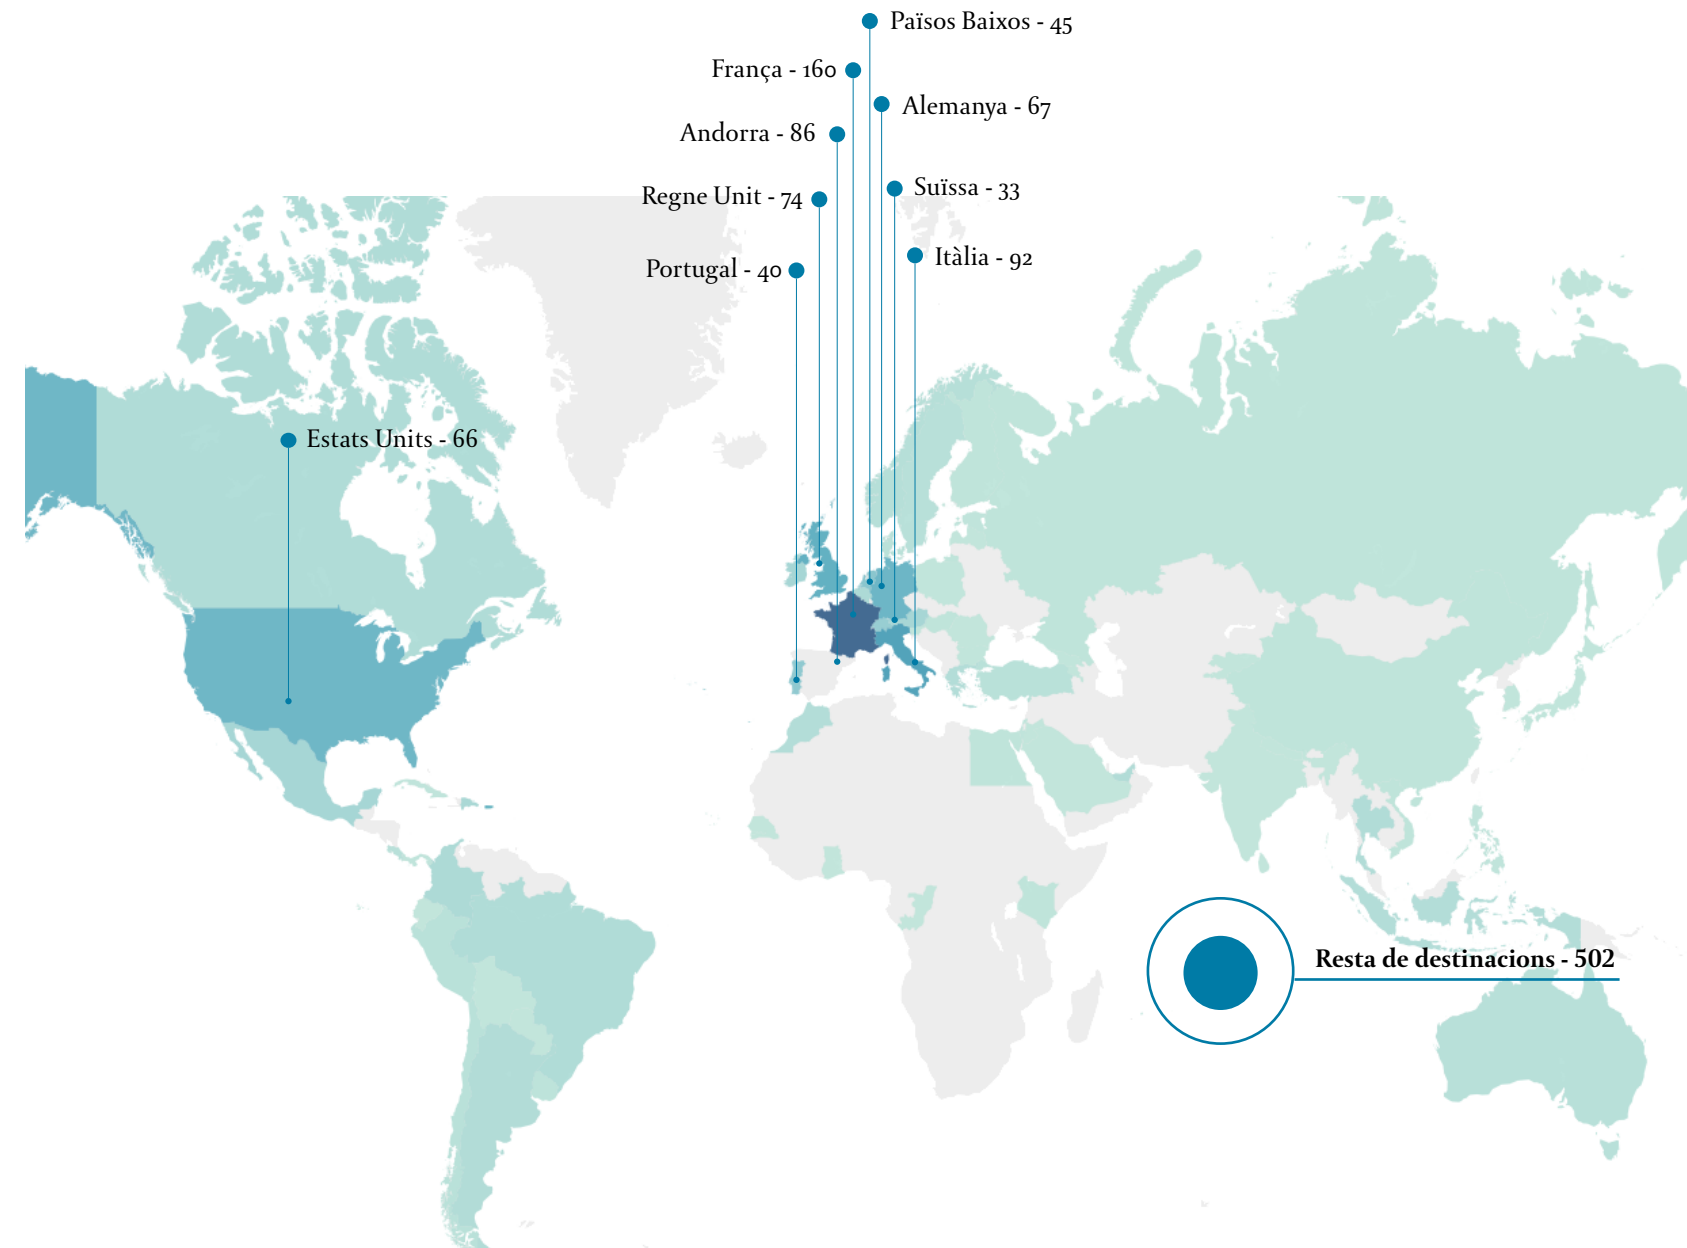 Països Baixos - 45
França - 160
Alemanya - 67
Andorra - 86
Suïssa - 33
Regne Unit - 74
Itàlia - 92
Portugal - 40
Estats Units - 66
Resta de destinacions - 502